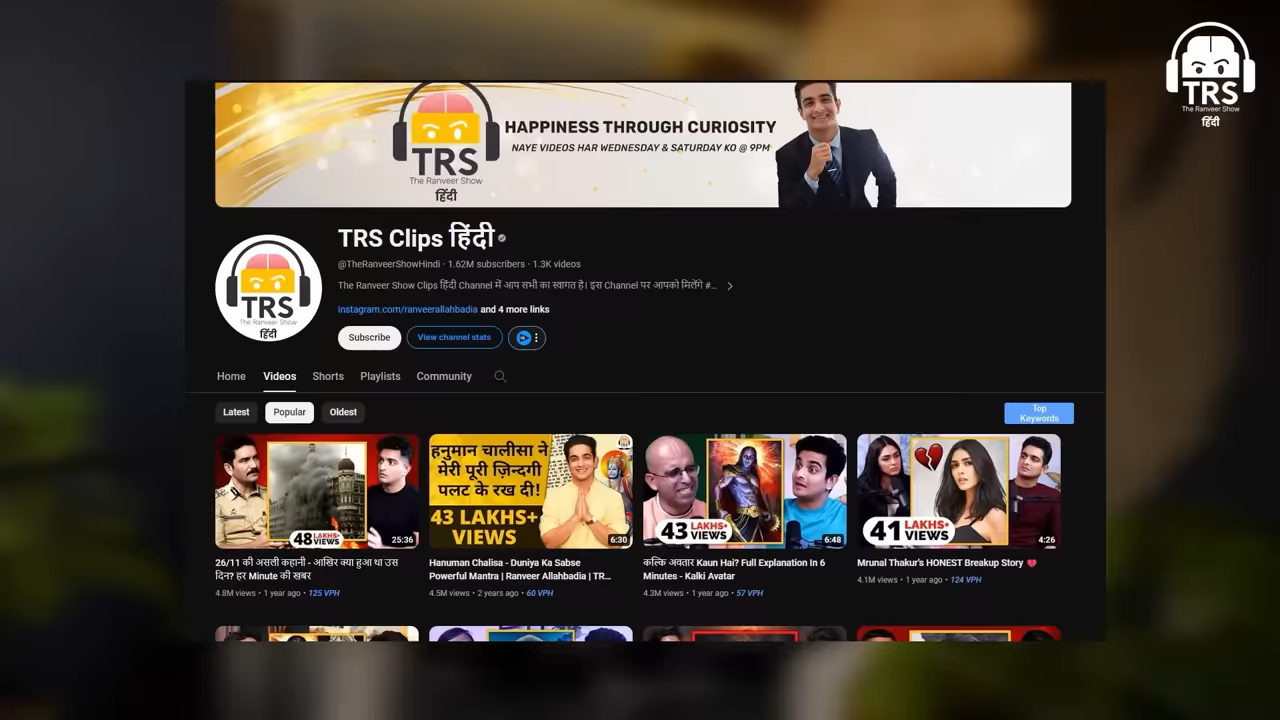 TRS
The Ranveer Show
हिंदी
TRS
The Ranveer Show
हिंदी
HAPPINESS THROUGH CURIOSITY
NAYE VIDEOS HAR WEDNESDAY & SATURDAY KO @ 9PM
TRS
The Ranveer Show
हिंदी
TRS Clips हिंदी
@TheRanveerShowHindi · 1.62M subscribers · 1.3K videos
The Ranveer Show Clips हिंदी Channel में आप सभी का स्वागत है। इस Channel पर आपको मिलेंगे #...
instagram.com/ranveerallahbadia and 4 more links
Subscribe
View channel stats
Home Videos Shorts Playlists Community
Latest Popular Oldest
Top
Keywords
48 LAKHS+
VIEWS
25:36
हनुमान चालीसा ने
मेरी पूरी ज़िन्दगी
पलट के रख दी!
43 LAKHS+
VIEWS
6:30
43 LAKHS+
VIEWS
6:48
41 LAKHS+
VIEWS
4:26
26/11 की असली कहानी - आखिर क्या हुआ था उस
दिन? हर Minute की खबर
4.8M views • 1 year ago • 125 VPH
Hanuman Chalisa - Duniya Ka Sabse
Powerful Mantra | Ranveer Allahbadia | TR...
4.5M views • 2 years ago • 60 VPH
कल्कि अवतार Kaun Hai? Full Explanation In 6
Minutes - Kalki Avatar
4.3M views • 1 year ago • 57 VPH
Mrunal Thakur's HONEST Breakup Story 💔
4.1M views • 1 year ago • 124 VPH